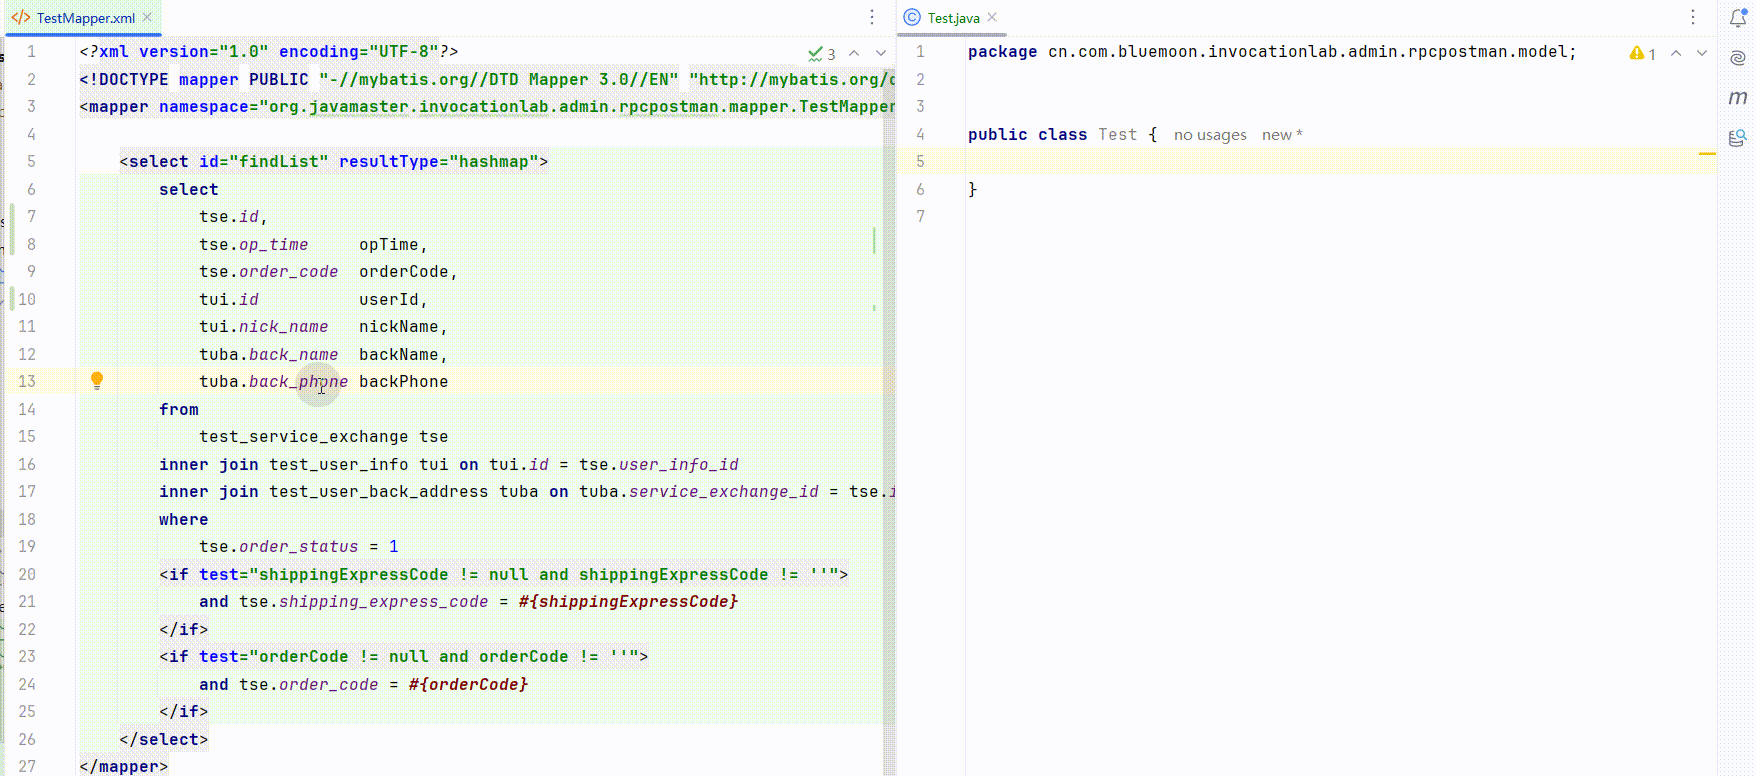 TestMapper.xml
1 <?xml version="1.0" encoding="UTF-8"?>
3
2 <!DOCTYPE mapper PUBLIC "-//mybatis.org//DTD Mapper 3.0//EN" "http://mybatis.org/
3 <mapper namespace="org.javamaster.invocationlab.admin.rpcpostman.mapper.TestMapper
4
5 <select id="findList" resultType="hashmap">
6 select
7 tse.id,
8 tse.op_time opTime,
9 tse.order_code orderCode,
10 tui.id userId,
11 tui.nick_name nickName,
12 tuba.back_name backName,
13 tuba.back_phone backPhone
14 from
15 test_service_exchange tse
16 inner join test_user_info tui on tui.id = tse.user_info_id
17 inner join test_user_back_address tuba on tuba.service_exchange_id = tse.i
18 where
19 tse.order_status = 1
20 <if test="shippingExpressCode != null and shippingExpressCode != ''">
21 and tse.shipping_express_code = #{shippingExpressCode}
22 </if>
23 <if test="orderCode != null and orderCode != ''">
24 and tse.order_code = #{orderCode}
25 </if>
26 </select>
27 </mapper>
Test.java
1 package cn.com.bluemoon.invocationlab.admin.rpcpostman.model;
1
2
3
4 public class Test { no usages new *
5
6 }
7
m